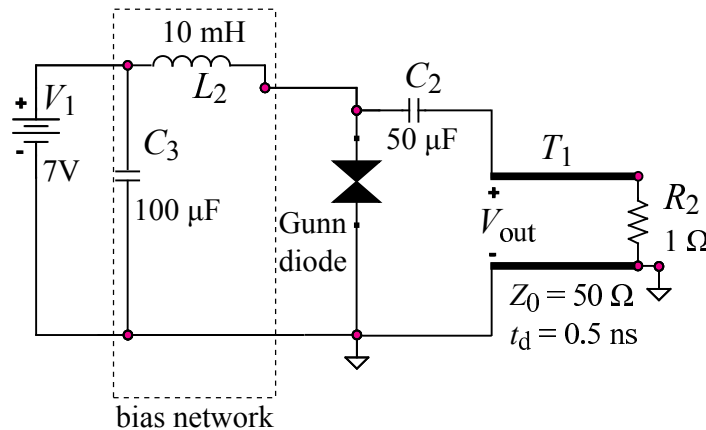 10 mH
L2
C2
50 μF
+
V1
-
7V
C3
100 μF
Gunn
diode
T1
+
Vout
-
R2
1 Ω
Z0 = 50 Ω
td = 0.5 ns
bias network